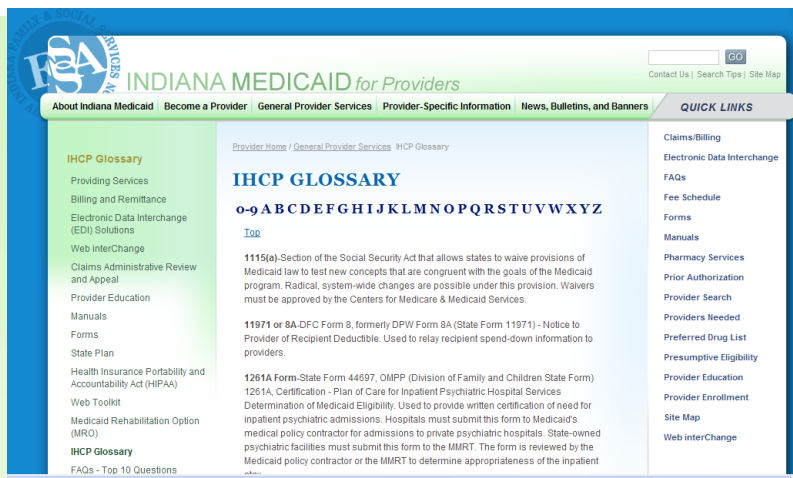 INDIANA FAMILY & SOCIAL SERVICES
FSSA
INDIANA MEDICAID for Providers
GO
Contact Us | Search Tips | Site Map
About Indiana Medicaid
Become a Provider
General Provider Services
Provider-Specific Information
News, Bulletins, and Banners
QUICK LINKS
IHCP Glossary
Providing Services
Billing and Remittance
Electronic Data Interchange
(EDI) Solutions
Web interChange
Claims Administrative Review
and Appeal
Provider Education
Manuals
Forms
State Plan
Health Insurance Portability and
Accountability Act (HIPAA)
Web Toolkit
Medicaid Rehabilitation Option
(MRO)
IHCP Glossary
FAQs - Top 10 Questions
Provider Home / General Provider Services IHCP Glossary
IHCP GLOSSARY
0-9 A B C D E F G H I J K L M N O P Q R S T U V W X Y Z
Top
1115(a)-Section of the Social Security Act that allows states to waive provisions of
Medicaid law to test new concepts that are congruent with the goals of the Medicaid
program. Radical, system-wide changes are possible under this provision. Waivers
must be approved by the Centers for Medicare & Medicaid Services.
11971 or 8A-DFC Form 8, formerly DPW Form 8A (State Form 11971) - Notice to
Provider of Recipient Deductible. Used to relay recipient spend-down information to
providers.
1261A Form-State Form 44697, OMPP (Division of Family and Children State Form)
1261A, Certification - Plan of Care for Inpatient Psychiatric Hospital Services
Determination of Medicaid Eligibility. Used to provide written certification of need for
inpatient psychiatric admissions. Hospitals must submit this form to Medicaid's
medical policy contractor for admissions to private psychiatric hospitals. State-owned
psychiatric facilities must submit this form to the MMRT. The form is reviewed by the
Medicaid policy contractor or the MMRT to determine appropriateness of the inpatient
Claims/Billing
Electronic Data Interchange
FAQs
Fee Schedule
Forms
Manuals
Pharmacy Services
Prior Authorization
Provider Search
Providers Needed
Preferred Drug List
Presumptive Eligibility
Provider Education
Provider Enrollment
Site Map
Web interChange